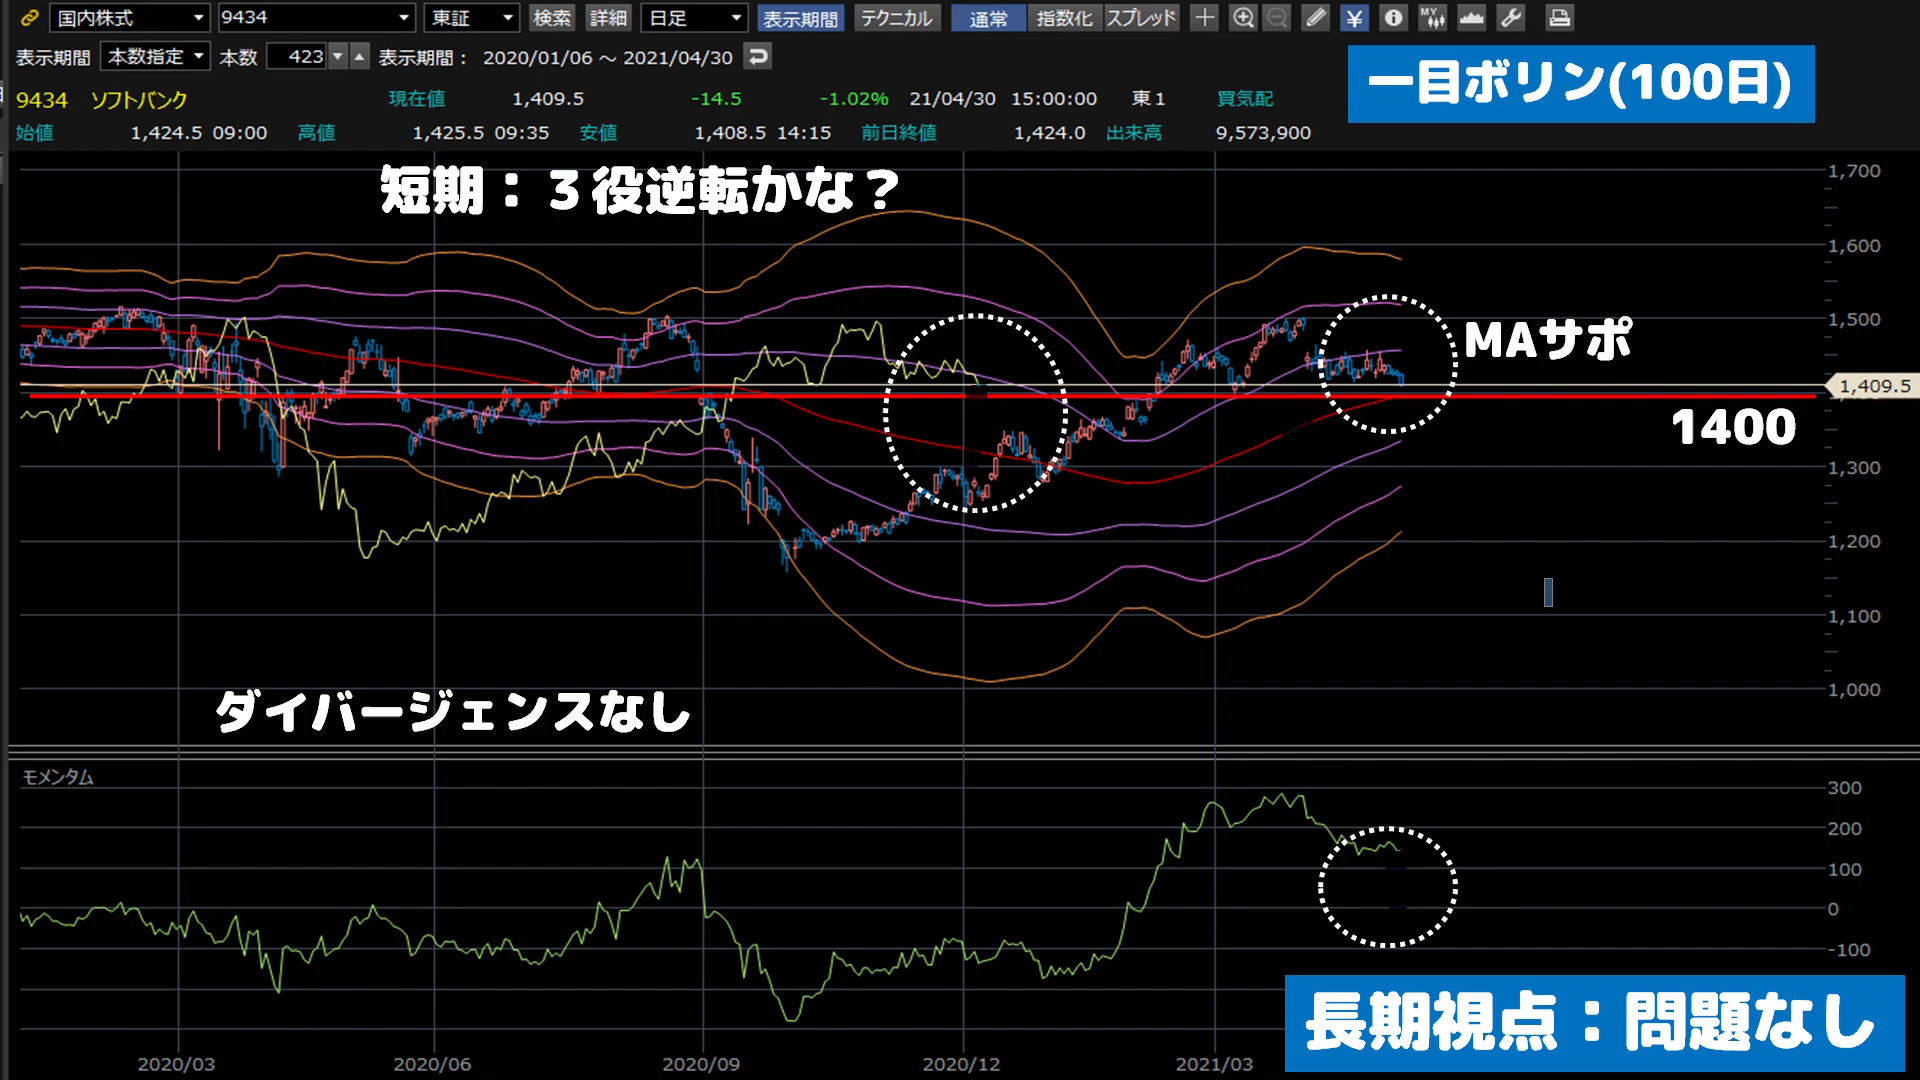 国内株式 9434 東証 検索 詳細 日足 表示期間 テクニカル 通常 指数化 スプレッド ¥ MY
表示期間 本数指定 本数 423 表示期間： 2020/01/06 ～ 2021/04/30
9434 ソフトバンク 現在値 1,409.5 -14.5 -1.02% 21/04/30 15:00:00 東1 買気配
始値 1,424.5 09:00 高値 1,425.5 09:35 安値 1,408.5 14:15 前日終値 1,424.0 出来高 9,573,900
一目ボリン(100日)
短期：３役逆転かな？
1,700
1,600
1,500
MAサポ
1,409.5
1400
1,300
1,200
1,100
1,000
ダイバージェンスなし
モメンタム
300
200
100
0
-100
長期視点：問題なし
2020/03 2020/06 2020/09 2020/12 2021/03